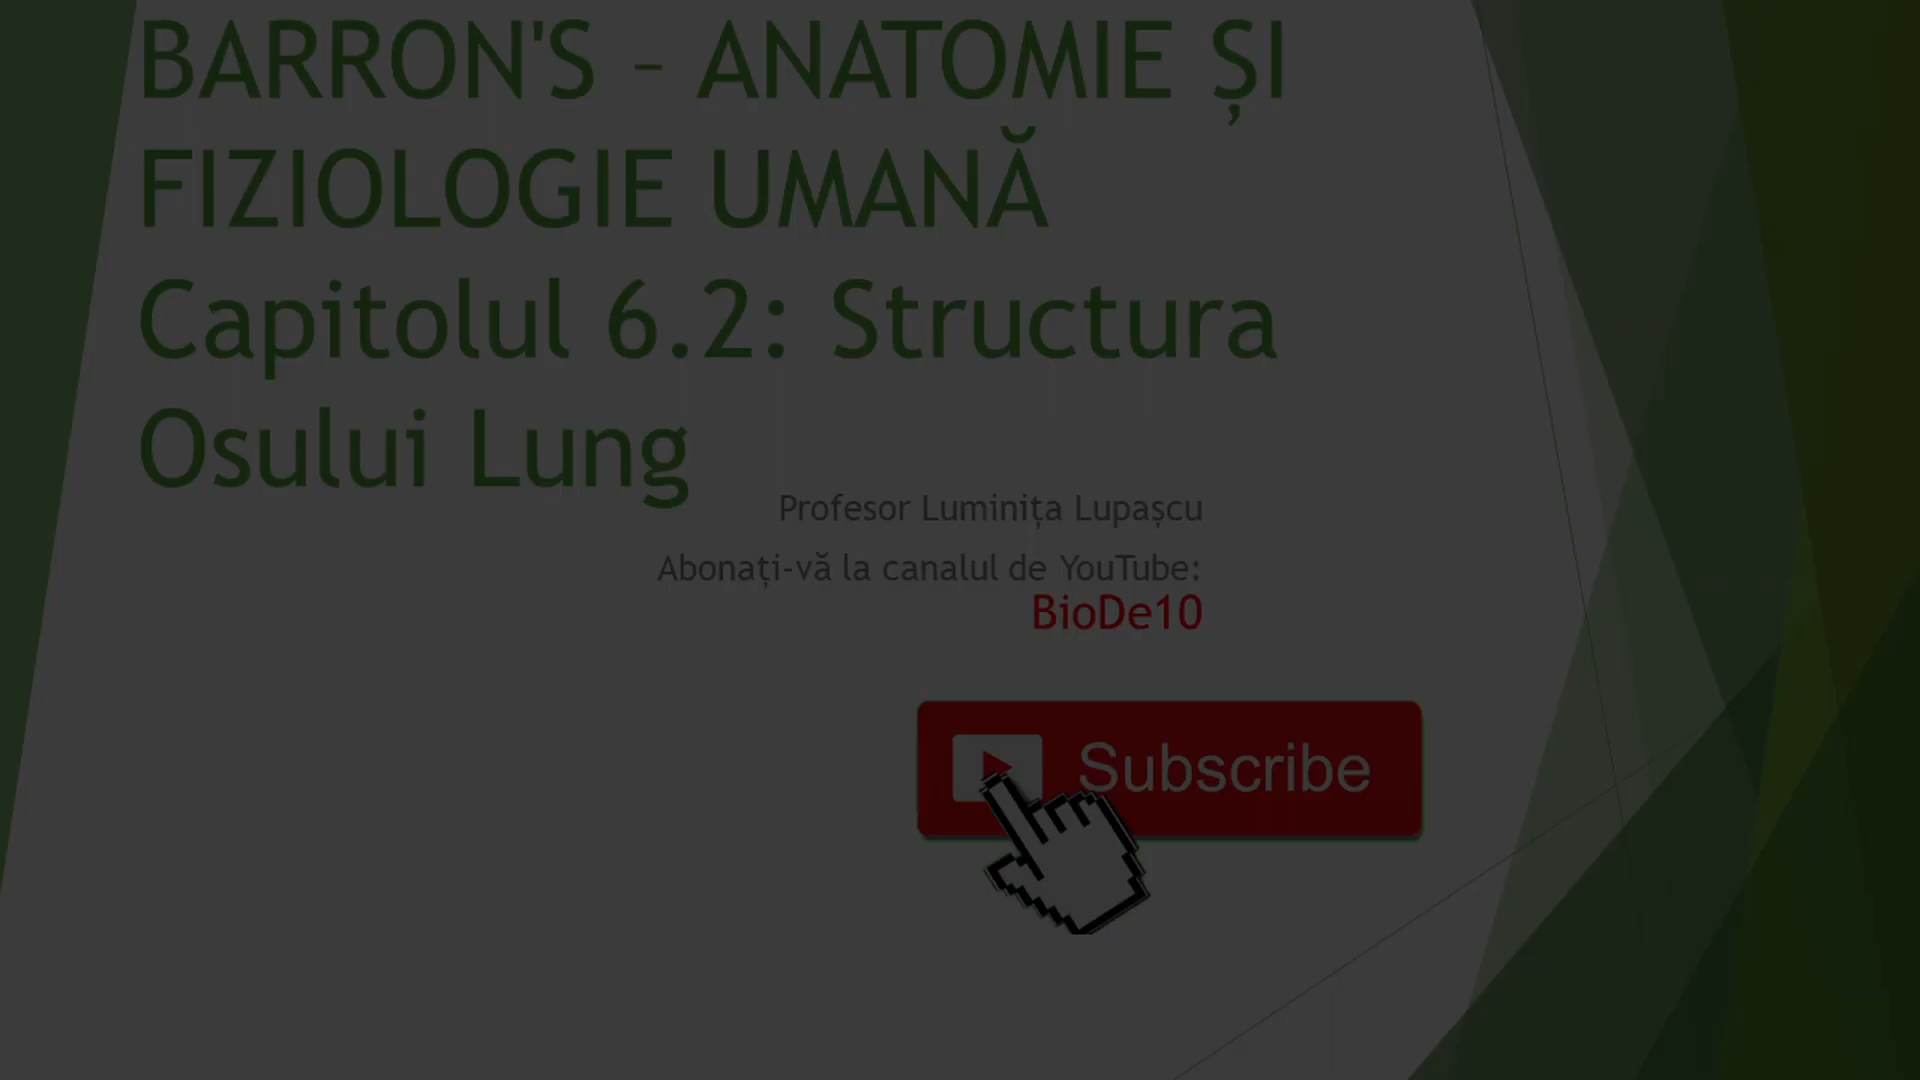 BARRON'S – ANATOMIE ȘI
FIZIOLOGIE UMANĂ
Capitolul 6.2: Structura
Osului Lung
Profesor Luminița Lupașcu
Abonați-vă la canalul de YouTube:
BioDe10
Subscribe